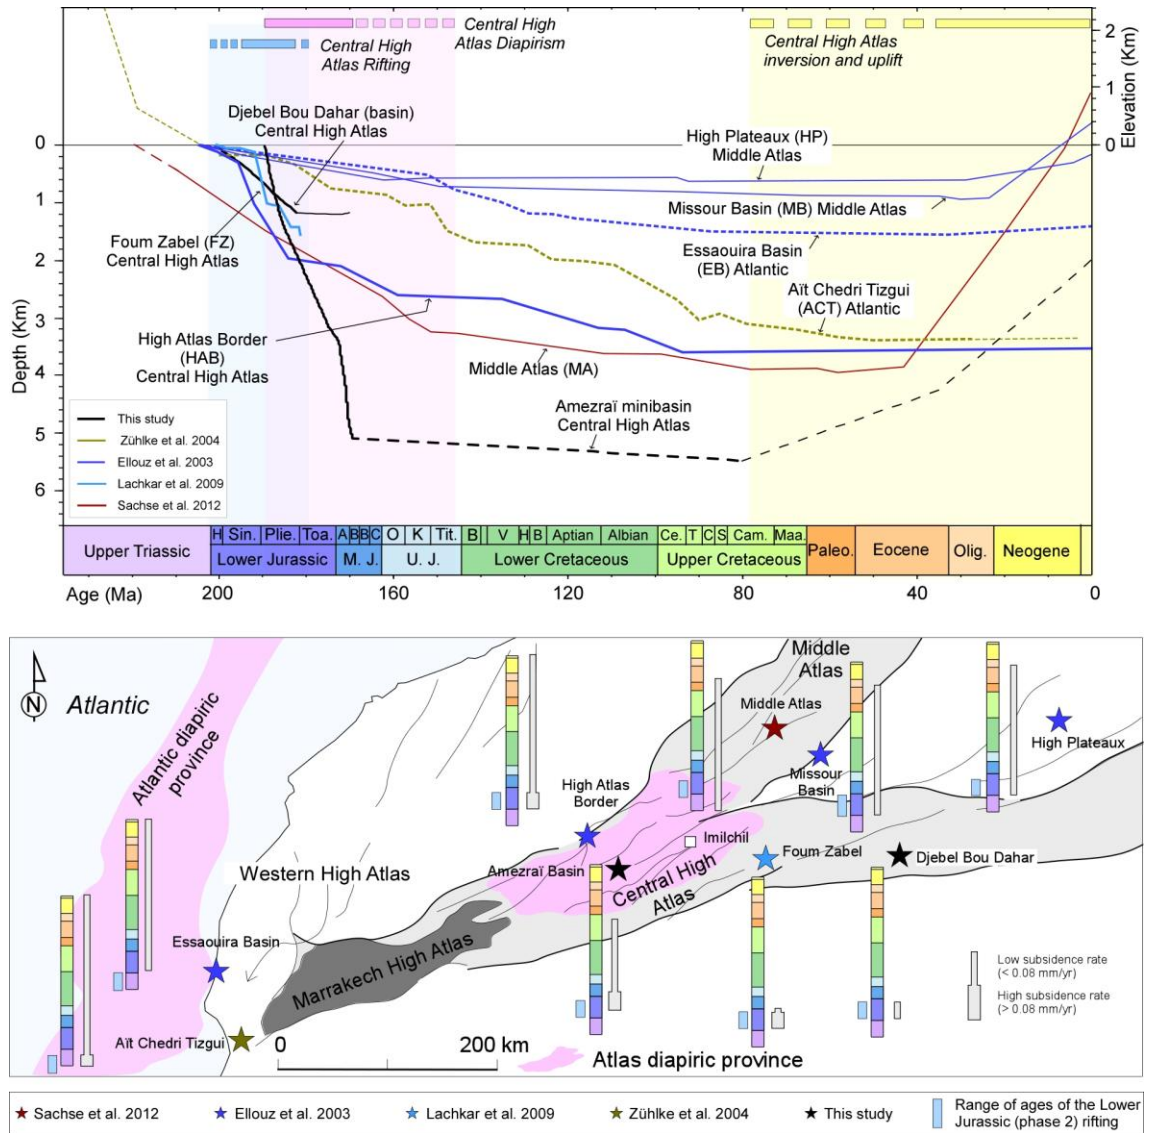 Central High
Atlas Diapirism
Central High
Atlas Rifting
Central High Atlas
inversion and uplift
2
1
0
Elevation (Km)
0
1
2
3
4
5
6
Depth (Km)
Djebel Bou Dahar (basin)
Central High Atlas
High Plateaux (HP)
Middle Atlas
Missour Basin (MB) Middle Atlas
Foum Zabel (FZ)
Central High Atlas
Essaouira Basin
(EB) Atlantic
Aït Chedri Tizgui
(ACT) Atlantic
High Atlas Border
(HAB)
Central High Atlas
Middle Atlas (MA)
Amezraï minibasin
Central High Atlas
This study
Zühlke et al. 2004
Ellouz et al. 2003
Lachkar et al. 2009
Sachse et al. 2012
H Sin. Plie. Toa. A B B C O K Tit. B V H B Aptian Albian Ce. T C S Cam. Maa.
Upper Triassic Lower Jurassic M. J. U. J. Lower Cretaceous Upper Cretaceous Paleo. Eocene Olig. Neogene
Age (Ma) 200 160 120 80 40 0
N
Atlantic
Atlantic diapiric
province
Middle
Atlas
Middle Atlas
High Plateaux
Missour
Basin
High Atlas
Border
Imilchil
Foum Zabel
Djebel Bou Dahar
Amezraï Basin
Central High
Atlas
Western High Atlas
Essaouira Basin
Marrakech High Atlas
Aït Chedri Tizgui
0 200 km
Atlas diapiric province
Low subsidence rate
(< 0.08 mm/yr)
High subsidence rate
(> 0.08 mm/yr)
Sachse et al. 2012 Ellouz et al. 2003 Lachkar et al. 2009 Zühlke et al. 2004 This study
Range of ages of the Lower
Jurassic (phase 2) rifting